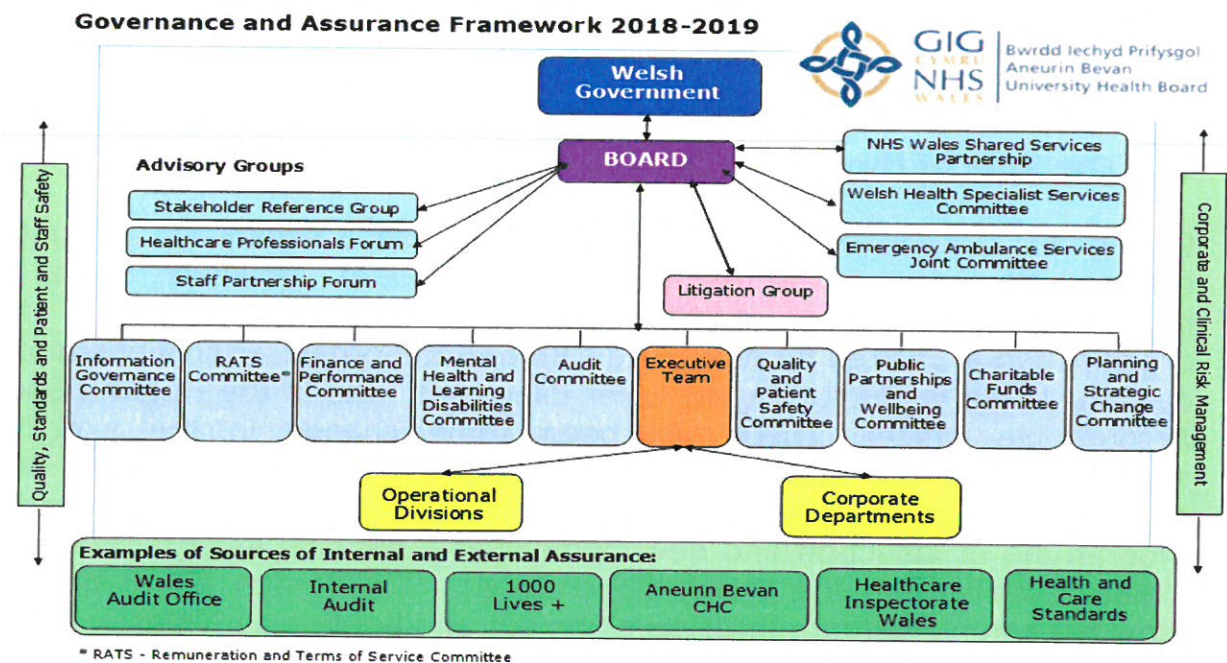 Governance and Assurance Framework 2018-2019
GIG
CYMRU
NHS
WALES
Bwrdd Iechyd Prifysgol
Aneurin Bevan
University Health Board
Welsh
Government
BOARD
Advisory Groups
Stakeholder Reference Group
Healthcare Professionals Forum
Staff Partnership Forum
NHS Wales Shared Services
Partnership
Welsh Health Specialist Services
Committee
Emergency Ambulance Services
Joint Committee
Litigation Group
Quality, Standards and Patient and Staff Safety
Corporate and Clinical Risk Management
Information
Governance
Committee
RATS
Committee*
Finance and
Performance
Committee
Mental
Health and
Learning
Disabilities
Committee
Audit
Committee
Executive
Team
Quality
and
Patient
Safety
Committee
Public
Partnerships
and
Wellbeing
Committee
Charitable
Funds
Committee
Planning
and
Strategic
Change
Committee
Operational
Divisions
Corporate
Departments
Examples of Sources of Internal and External Assurance:
Wales
Audit Office
Internal
Audit
1000
Lives +
Aneurin Bevan
CHC
Healthcare
Inspectorate
Wales
Health and
Care
Standards
* RATS - Remuneration and Terms of Service Committee